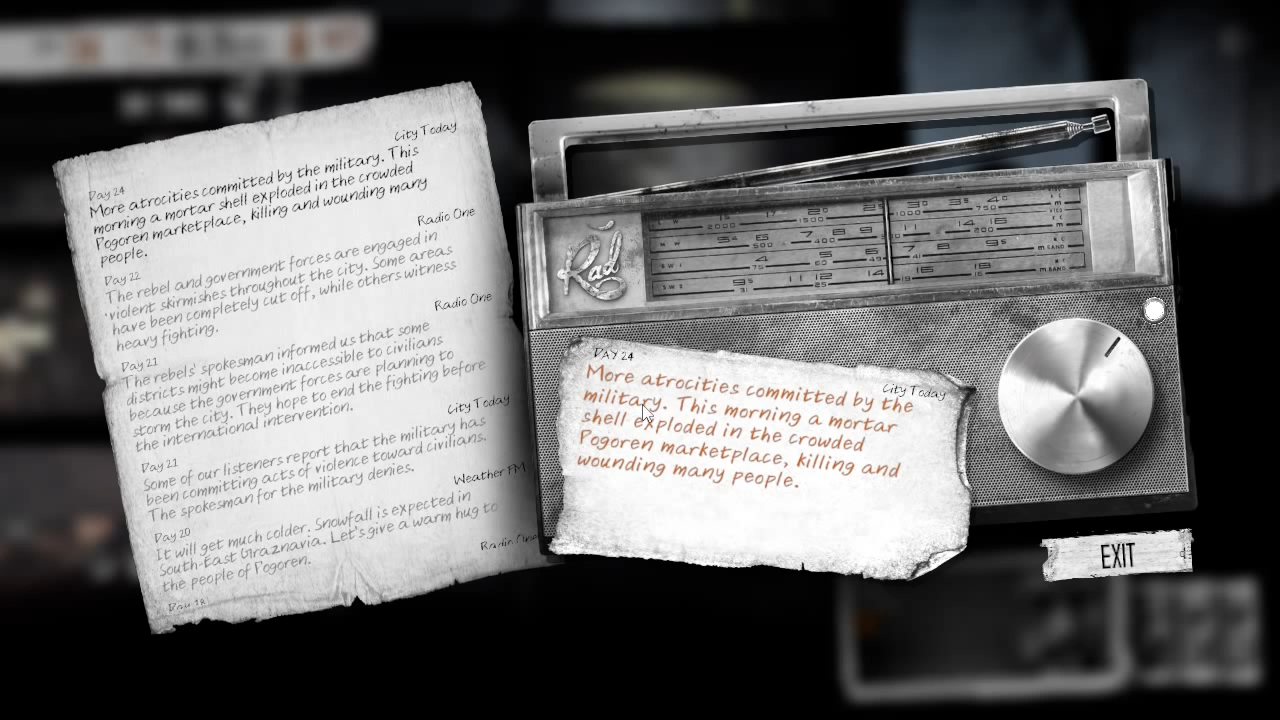 City Today
Day 24
More atrocities committed by the military. This
morning a mortar shell exploded in the crowded
Pogoren marketplace, killing and wounding many
people.
Radio One
Day 22
The rebel and government forces are engaged in
violent skirmishes throughout the city. Some areas
have been completely cut off, while others witness
heavy fighting.
Radio One
Day 21
The rebels' spokesman informed us that some
districts might become inaccessible to civilians
because the government forces are planning to
storm the city. They hope to end the fighting before
the international intervention.
City Today
Day 21
Some of our listeners report that the military has
been committing acts of violence toward civilians.
The spokesman for the military denies.
Weather FM
Day 20
It will get much colder. Snowfall is expected in
South-East Graznavia. Let's give a warm hug to
the people of Pogoren.
Radio One
Day 18
Rad
DAY 24
City Today
More atrocities committed by the
military. This morning a mortar
shell exploded in the crowded
Pogoren marketplace, killing and
wounding many people.
EXIT